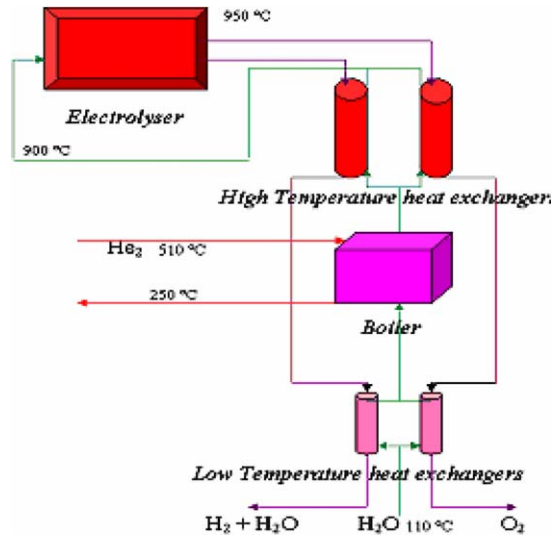 950 °C
Electrolyser
900 °C
High Temperature heat exchangers
He₂ 510 °C
250 °C
Boiler
Low Temperature heat exchangers
H₂ + H₂O H₂O 110 °C O₂